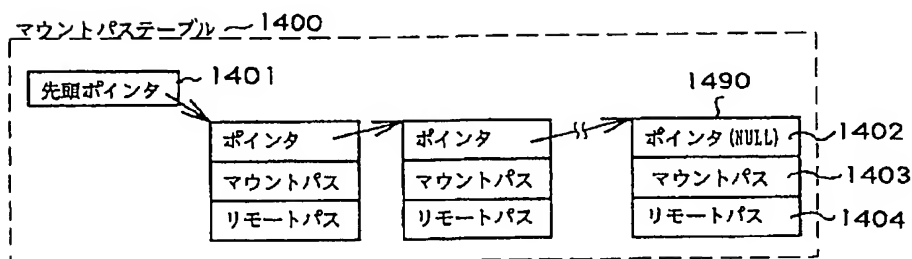 マウントパステーブル 1400
先頭ポインタ 1401
1490
ポインタ ポインタ ポインタ(NULL) 1402
マウントパス マウントパス マウントパス 1403
リモートパス リモートパス リモートパス 1404